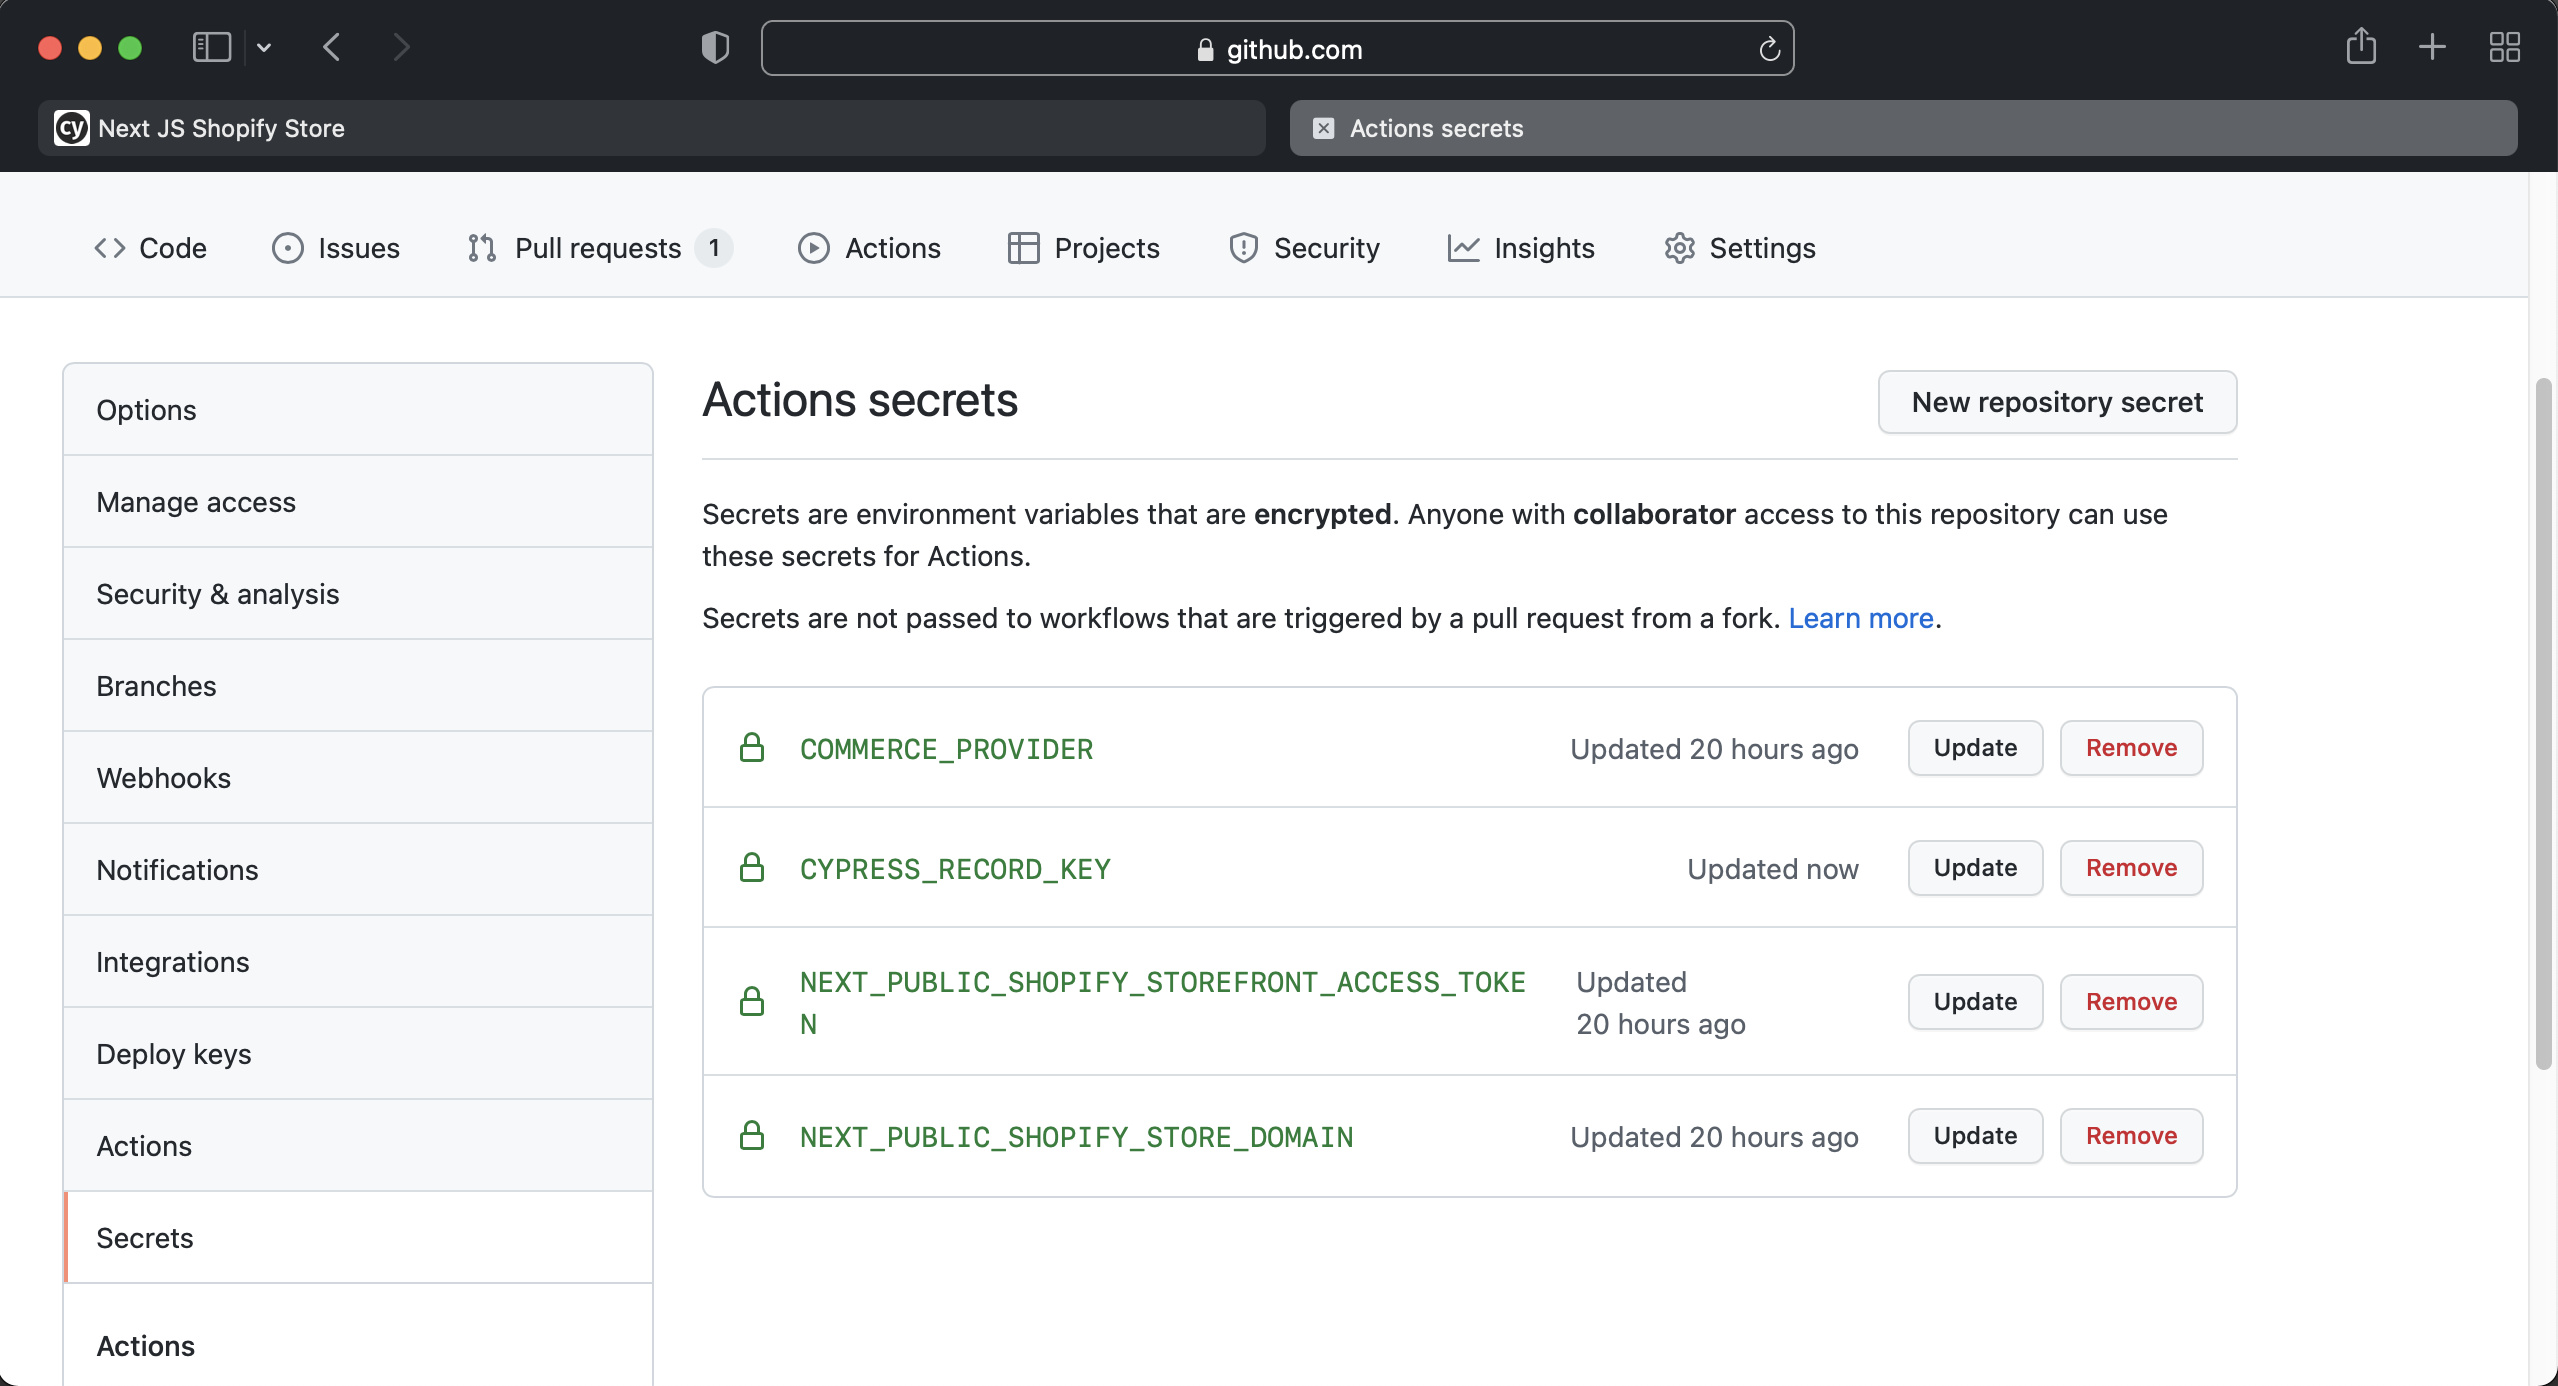 github.com
cy Next JS Shopify Store
Actions secrets
Code
Issues
Pull requests 1
Actions
Projects
Security
Insights
Settings
Options
Manage access
Security & analysis
Branches
Webhooks
Notifications
Integrations
Deploy keys
Actions
Secrets
Actions
Actions secrets
New repository secret
Secrets are environment variables that are encrypted. Anyone with collaborator access to this repository can use
these secrets for Actions.
Secrets are not passed to workflows that are triggered by a pull request from a fork. Learn more.
COMMERCE_PROVIDER Updated 20 hours ago Update Remove
CYPRESS_RECORD_KEY Updated now Update Remove
NEXT_PUBLIC_SHOPIFY_STOREFRONT_ACCESS_TOKE Updated
N 20 hours ago
Update Remove
NEXT_PUBLIC_SHOPIFY_STORE_DOMAIN Updated 20 hours ago Update Remove